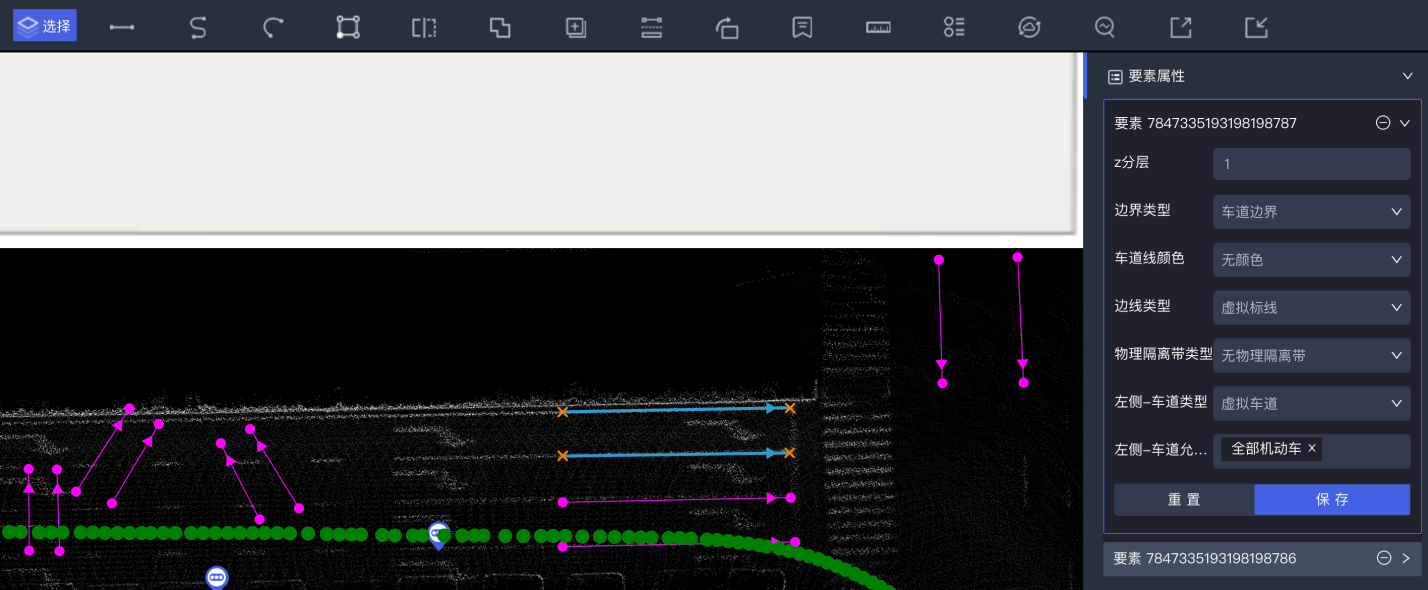 选择
要素属性
要素 7847335193198198787
z分层
1
边界类型
车道边界
车道线颜色
无颜色
边线类型
虚拟标线
物理隔离带类型
无物理隔离带
左侧-车道类型
虚拟车道
左侧-车道允...
全部机动车 ×
重置
保存
要素 7847335193198198786